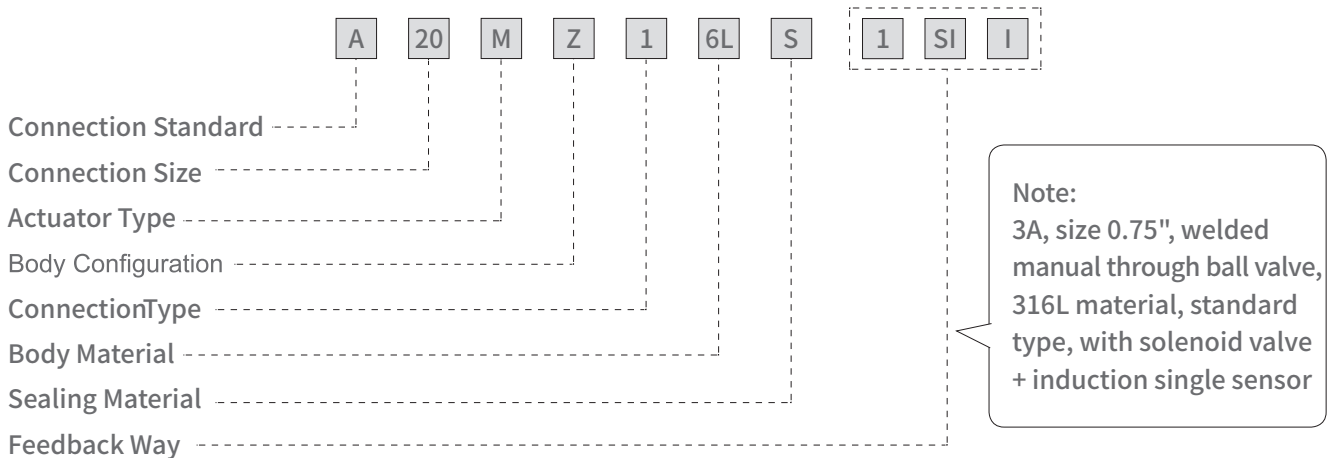 A 20 M Z 1 6L S 1 SI I
Connection Standard
Connection Size
Actuator Type
Body Configuration
ConnectionType
Body Material
Sealing Material
Feedback Way
Note:
3A, size 0.75", welded
manual through ball valve,
316L material, standard
type, with solenoid valve
+ induction single sensor